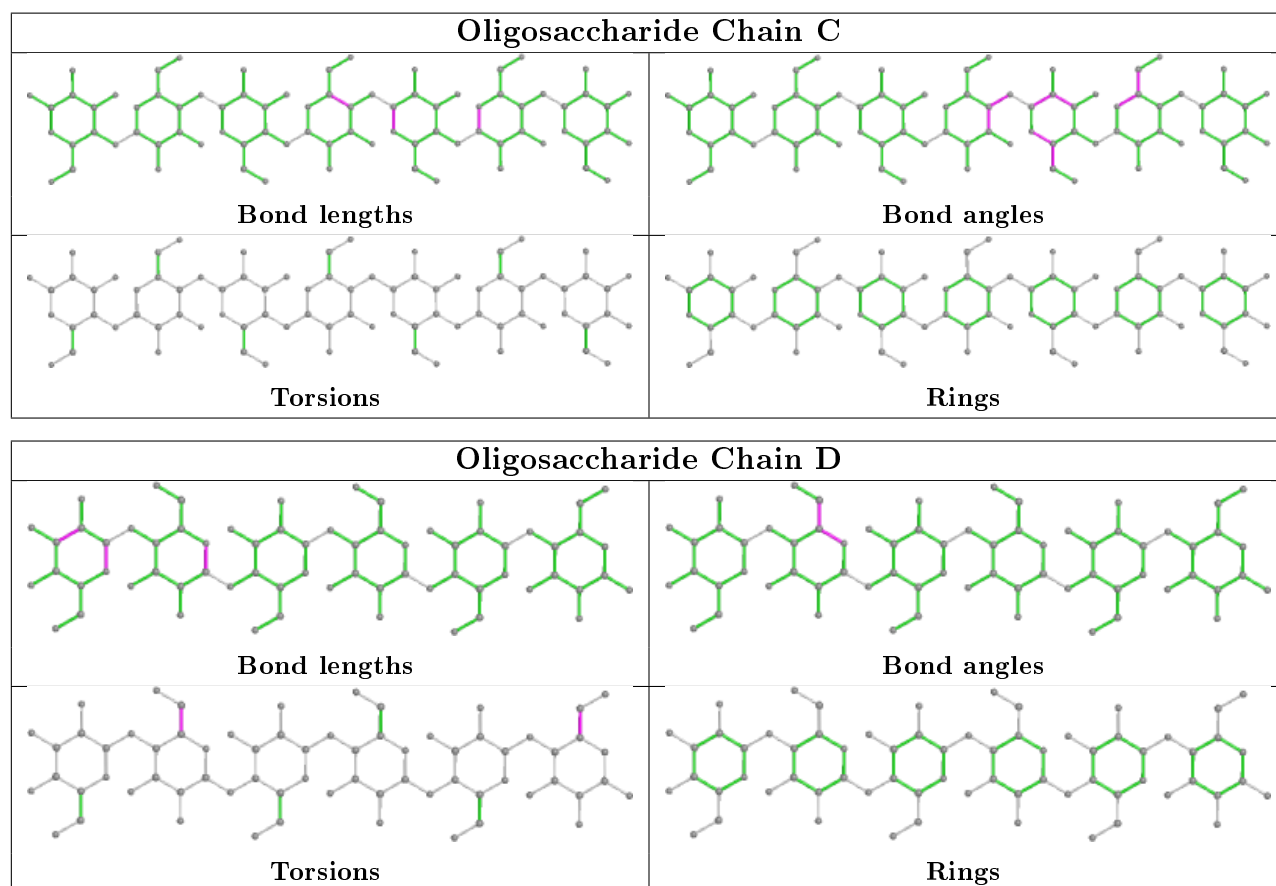 Oligosaccharide Chain C
Bond lengths
Bond angles
Torsions
Rings
Oligosaccharide Chain D
Bond lengths
Bond angles
Torsions
Rings